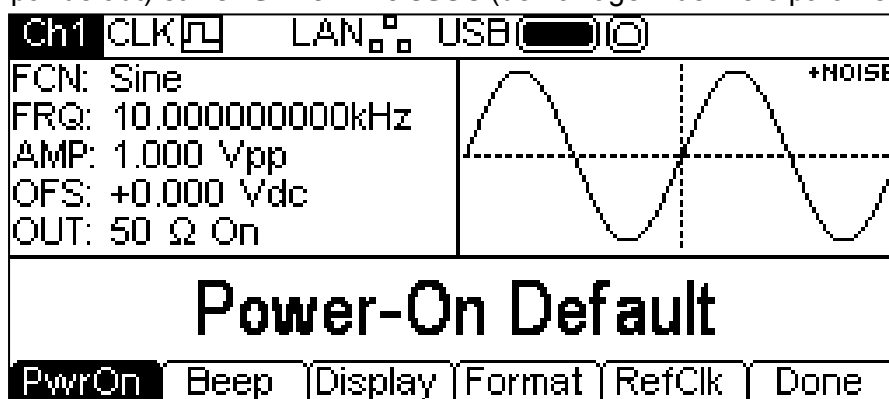 Ch1 CLK LAN USB
FCN: Sine
FRQ: 10.000000000kHz
AMP: 1.000 Vpp
OFS: +0.000 Vdc
OUT: 50 Ω On
+NOISE
Power-On Default
PwrOn Beep Display Format RefClk Done